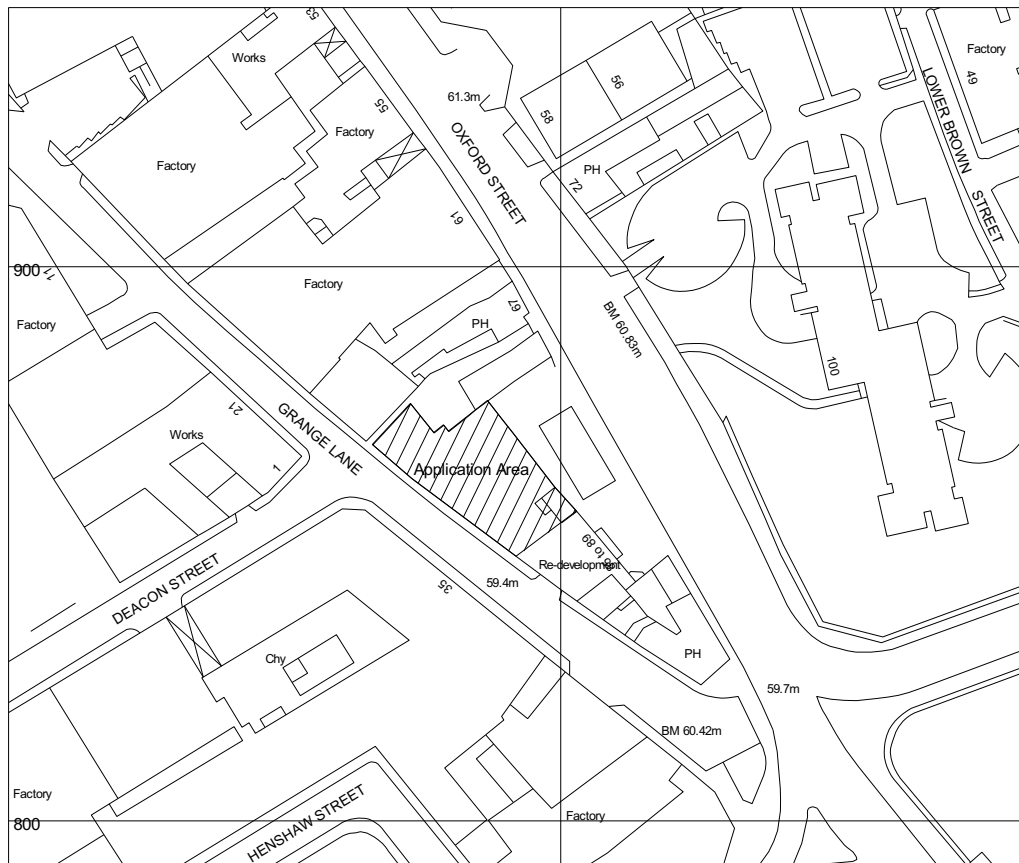 53
Works
Factory
61.3m
56
LOWER BROWN
STREET
49
55
58
Factory
Factory
OXFORD STREET
PH
72
61
900
11
Factory
67
BM 60.83m
Factory
PH
100
21
GRANGE LANE
Works
1
Application Area
to 89
Re-development
59.4m
35
DEACON STREET
Chy
PH
59.7m
BM 60.42m
Factory
800
HENSHAW STREET
Factory